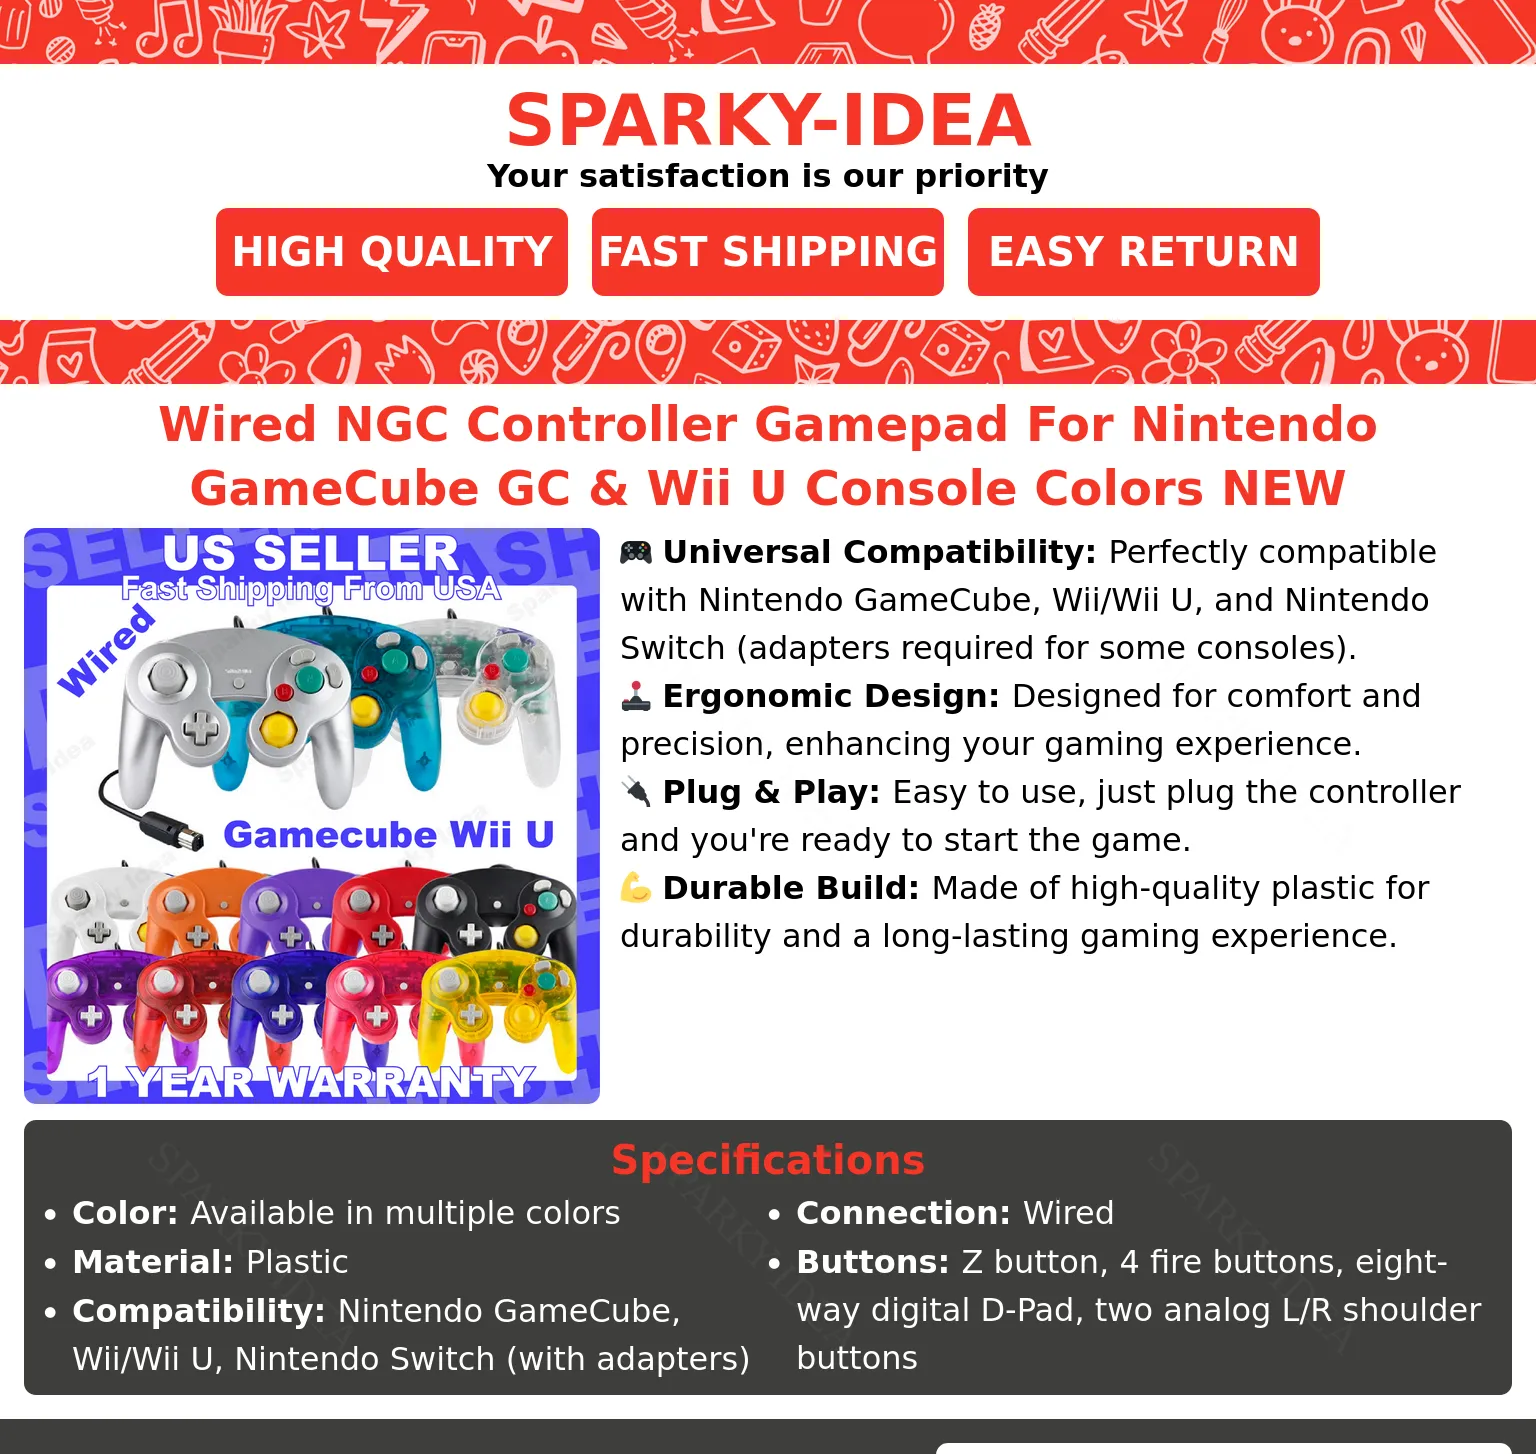 SPARKY-IDEA
Your satisfaction is our priority
HIGH QUALITY
FAST SHIPPING
EASY RETURN
Wired NGC Controller Gamepad For Nintendo
GameCube GC & Wii U Console Colors NEW
US SELLER
Fast Shipping From USA
Wired
Gamecube Wii U
1 YEAR WARRANTY
🎮 Universal Compatibility: Perfectly compatible
with Nintendo GameCube, Wii/Wii U, and Nintendo
Switch (adapters required for some consoles).
🕹️ Ergonomic Design: Designed for comfort and
precision, enhancing your gaming experience.
🔌 Plug & Play: Easy to use, just plug the controller
and you're ready to start the game.
💪 Durable Build: Made of high-quality plastic for
durability and a long-lasting gaming experience.
Specifications
• Color: Available in multiple colors
• Material: Plastic
• Compatibility: Nintendo GameCube,
Wii/Wii U, Nintendo Switch (with adapters)
• Connection: Wired
• Buttons: Z button, 4 fire buttons, eight-
way digital D-Pad, two analog L/R shoulder
buttons
SPARKY-IDEA
SPARKY-IDEA
SPARKY-IDEA